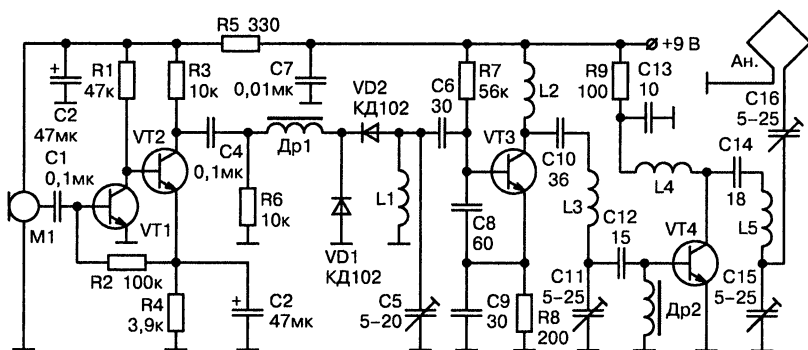 R5 330
+9 В
Ан.
C2
47мк
R1
47к
R3
10к
C7
0,01мк
VD2
КД102
C6
30
R7
56к
L2
R9
100
C13
10
C16
5–25
C1
0,1мк
VT2
C4
0,1мк
Др1
VT3
C10
36
L4
C14
18
М1
VT1
R6
10к
VD1
КД102
L1
C8
60
L3
C12
15
VT4
L5
R2 100к
R4
3,9к
C2
47мк
C5
5–20
C9
30
R8
200
C11
5–25
Др2
C15
5–25